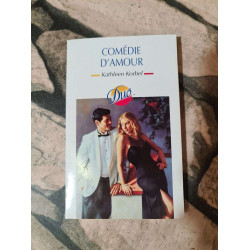 COMÉDIE
D'AMOUR
Kathleen Korbel
Duo